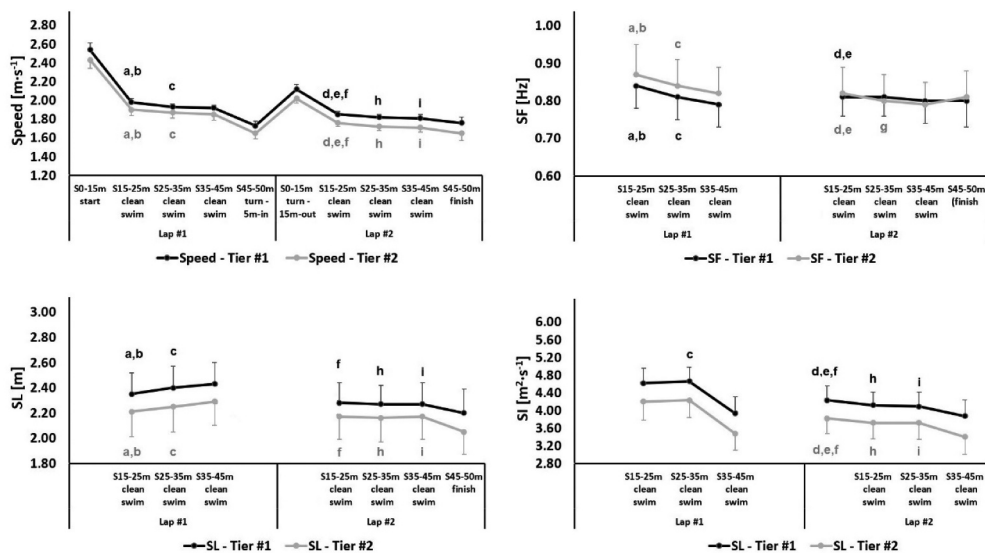 Speed [m·s⁻¹]
2.80
2.60
2.40
2.20
2.00
1.80
1.60
1.40
1.20
a,b
c
d,e,f
h
i
a,b
c
d,e,f
h
i
S0-15m S15-25m S25-35m S35-45m S45-50m S0-15m S15-25m S25-35m S35-45m S45-50m
start clean clean clean turn - turn - clean clean clean finish
swim swim swim 5m-in 15m-out swim swim swim
Lap #1 Lap #2
Speed - Tier #1 Speed - Tier #2
SF [Hz]
1.00
0.80
0.60
a,b
c
d,e
a,b
c
d,e
g
S15-25m S25-35m S35-45m S15-25m S25-35m S35-45m S45-50m
clean clean clean clean clean clean (finish
swim swim swim swim swim swim
Lap #1 Lap #2
SF - Tier #1 SF - Tier #2
SL [m]
3.00
2.80
2.60
2.40
2.20
2.00
1.80
a,b
c
f
h
i
a,b
c
f
h
i
S15-25m S25-35m S35-45m S15-25m S25-35m S35-45m S45-50m
clean clean clean clean clean clean finish
swim swim swim swim swim swim
Lap #1 Lap #2
SL - Tier #1 SL - Tier #2
SI [m²·s⁻¹]
6.00
5.20
4.80
4.00
3.60
2.80
c
d,e,f
h
i
d,e,f
h
i
S15-25m S25-35m S35-45m S15-25m S25-35m S35-45m S35-45m
clean clean clean clean clean clean clean
swim swim swim swim swim swim swim
Lap #1 Lap #2
SL - Tier #1 SL - Tier #2